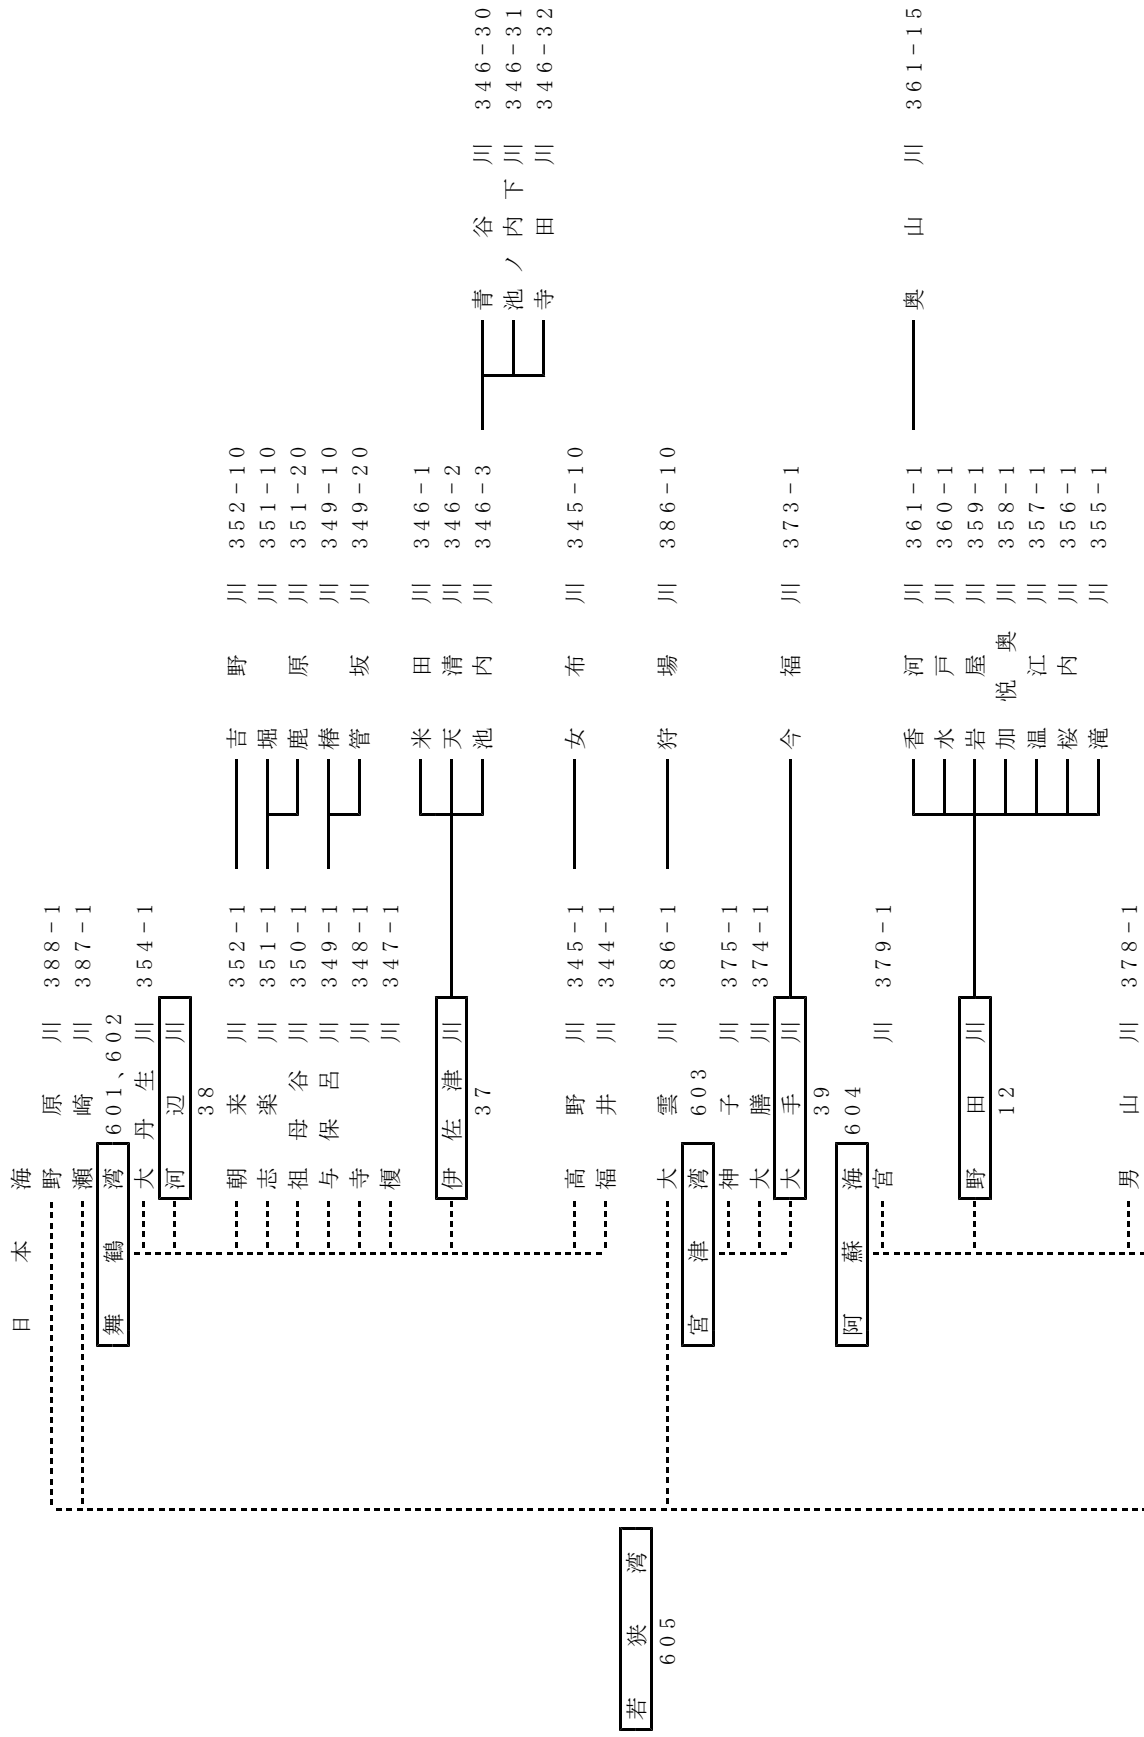 日本海
野原川 388-1
瀬崎川 387-1
舞鶴湾 601、602
大丹生川 354-1
河辺川
38
朝来川 352-1 吉野川 352-10
志楽川 351-1 堀川 351-10
祖母谷川 350-1 鹿原川 351-20
与保呂川 349-1 椿川 349-10
寺川 348-1 管坂川 349-20
榎川 347-1
米田川 346-1
伊佐津川 天清川 346-2
37 池内川 346-3 青谷川 346-30
池ノ内下川 346-31
寺田川 346-32
高野川 345-1 女布川 345-10
福井川 344-1
若狭湾
605 大雲川 386-1 狩場川 386-10
宮津湾 603
神子川 375-1
大膳川 374-1
大手川 今福川 373-1
39
阿蘇海 604
宮川 379-1
香河川 361-1 奥山川 361-15
水戸川 360-1
野田川 岩屋川 359-1
12 加悦奥川 358-1
温江川 357-1
桜内川 356-1
滝川 355-1
男山川 378-1